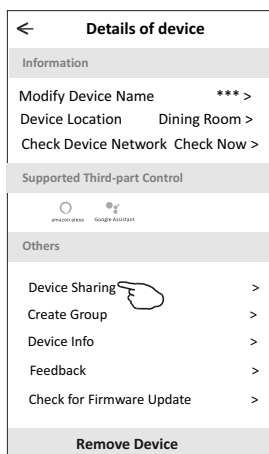 ← Details of device
Information
Modify Device Name *** >
Device Location Dining Room >
Check Device Network Check Now >
Supported Third-part Control
amazon alexa Google Assistant
Others
Device Sharing >
Create Group >
Device Info >
Feedback >
Check for Firmware Update >
Remove Device